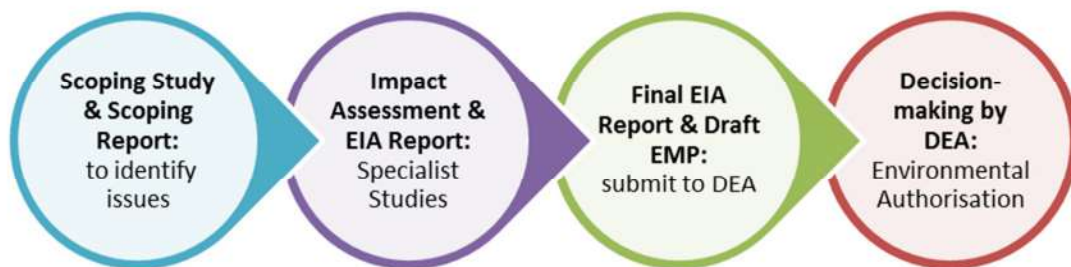 Scoping Study
& Scoping
Report:
to identify
issues
Impact
Assessment &
EIA Report:
Specialist
Studies
Final EIA
Report & Draft
EMP:
submit to DEA
Decision-
making by
DEA:
Environmental
Authorisation